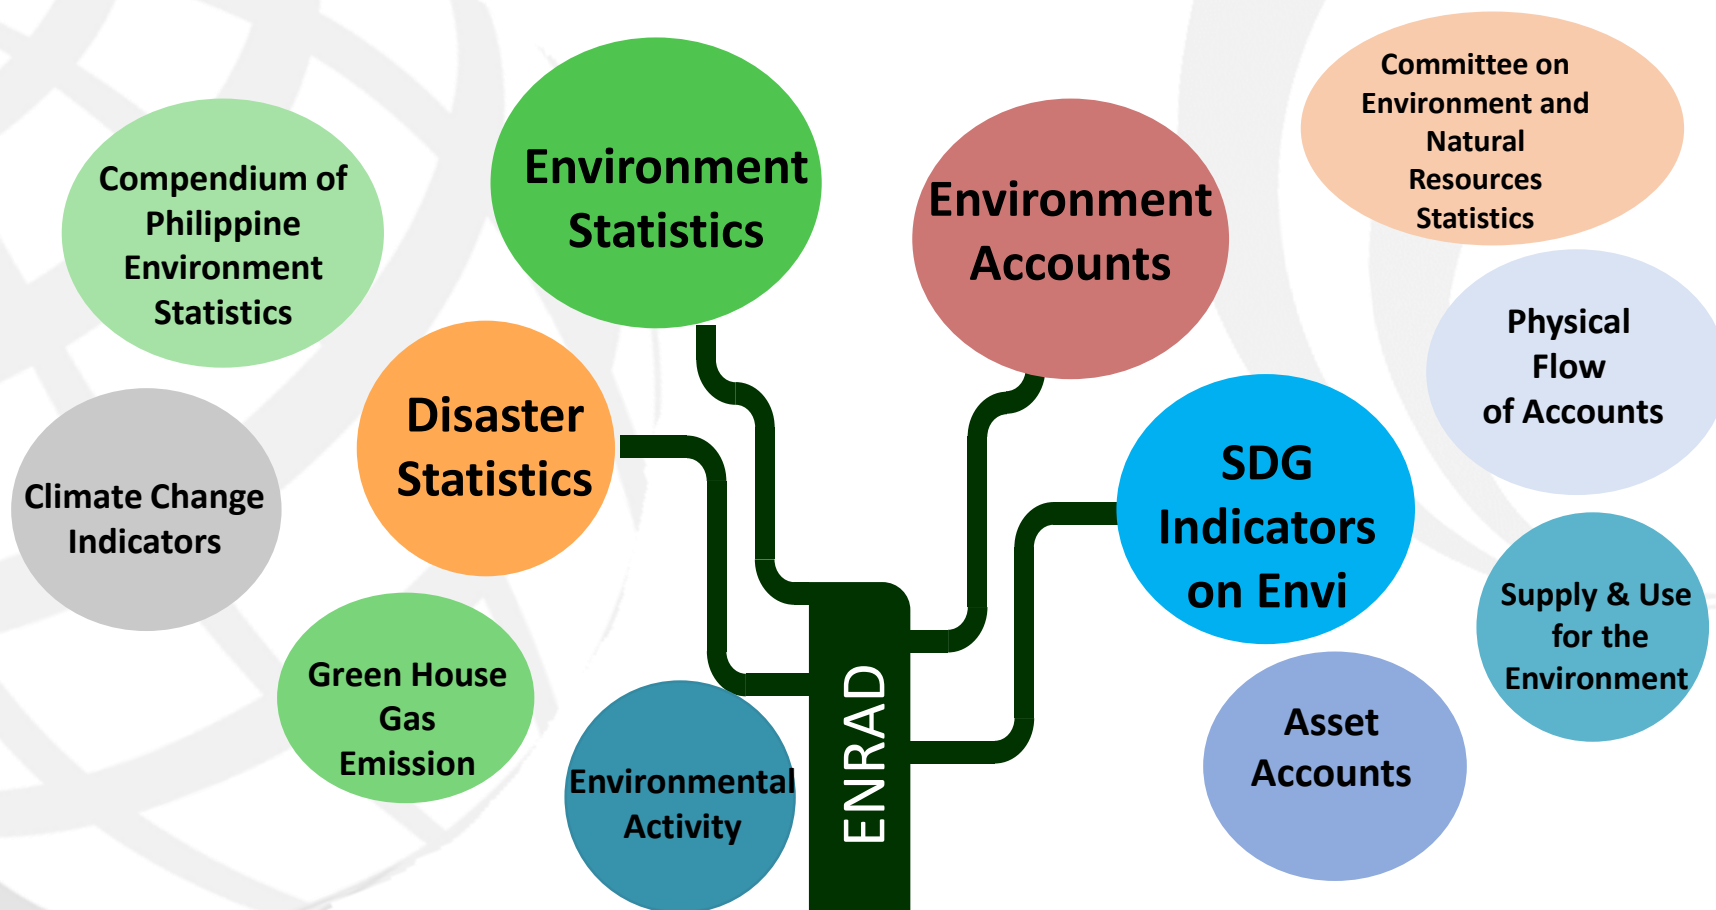 Compendium of
Philippine
Environment
Statistics
Environment
Statistics
Environment
Accounts
Committee on
Environment and
Natural
Resources
Statistics
Physical
Flow
of Accounts
Disaster
Statistics
SDG
Indicators
on Envi
Climate Change
Indicators
Supply & Use
for the
Environment
Green House
Gas
Emission
Environmental
Activity
ENRAD
Asset
Accounts